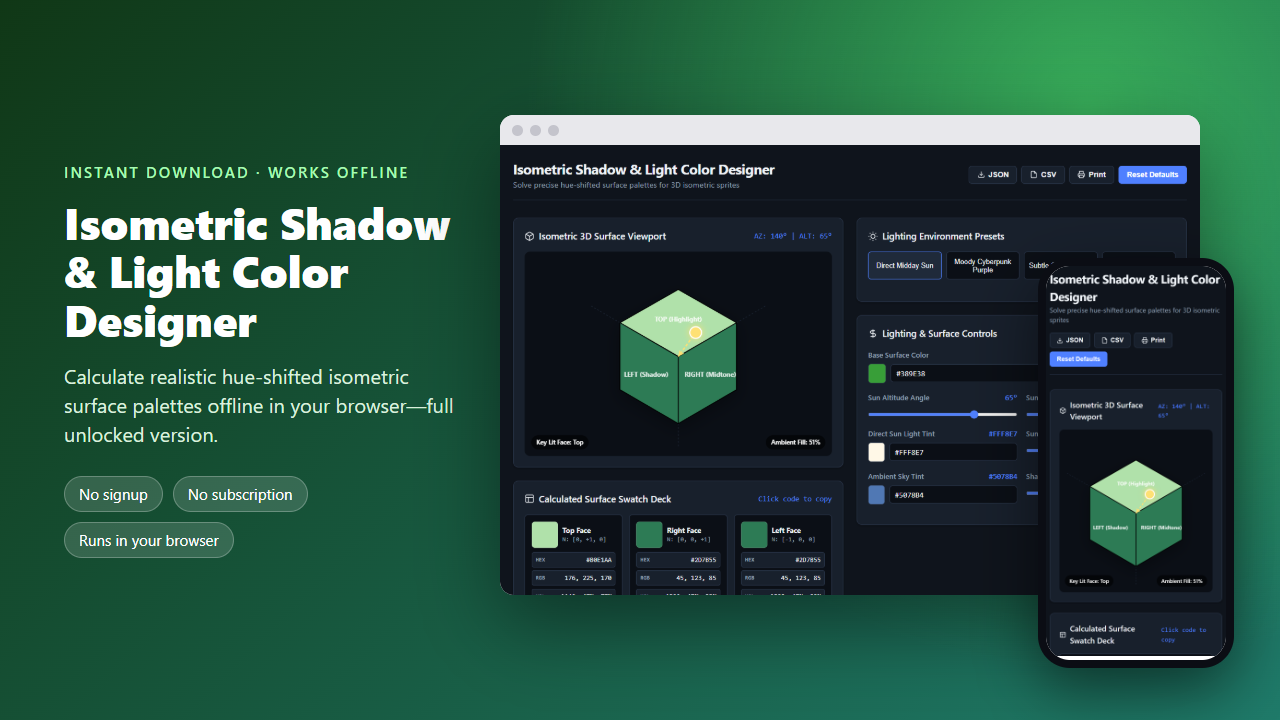 INSTANT DOWNLOAD · WORKS OFFLINE
Isometric Shadow
& Light Color
Designer
Calculate realistic hue-shifted isometric
surface palettes offline in your browser—full
unlocked version.
No signup
No subscription
Runs in your browser
Isometric Shadow & Light Color Designer
Solve precise hue-shifted surface palettes for 3D isometric sprites
JSON
CSV
Print
Reset Defaults
Isometric 3D Surface Viewport
AZ: 140° | ALT: 65°
TOP (Highlight)
LEFT (Shadow)
RIGHT (Midtone)
Key Lit Face: Top
Ambient Fill: 51%
Calculated Surface Swatch Deck
Click code to copy
Top Face
N: [0, +1, 0]
HEX
#B0E1AA
RGB
176, 225, 170
Right Face
N: [0, 0, +1]
HEX
#2D7B55
RGB
45, 123, 85
Left Face
N: [-1, 0, 0]
HEX
#2D7B55
RGB
45, 123, 85
Lighting Environment Presets
Direct Midday Sun
Moody Cyberpunk
Purple
Lighting & Surface Controls
Base Surface Color
#389E38
Sun Altitude Angle
65°
Direct Sun Light Tint
#FFF8E7
#FFF8E7
Ambient Sky Tint
#5078B4
#5078B4
Isometric Shadow & Light Color
Designer
Solve precise hue-shifted surface palettes for 3D isometric
sprites
JSON
CSV
Print
Reset Defaults
Isometric 3D Surface
Viewport
AZ: 140° | ALT:
65°
TOP (Highlight)
LEFT (Shadow)
RIGHT (Midtone)
Key Lit Face: Top
Ambient Fill: 51%
Calculated Surface
Swatch Deck
Click code to
copy